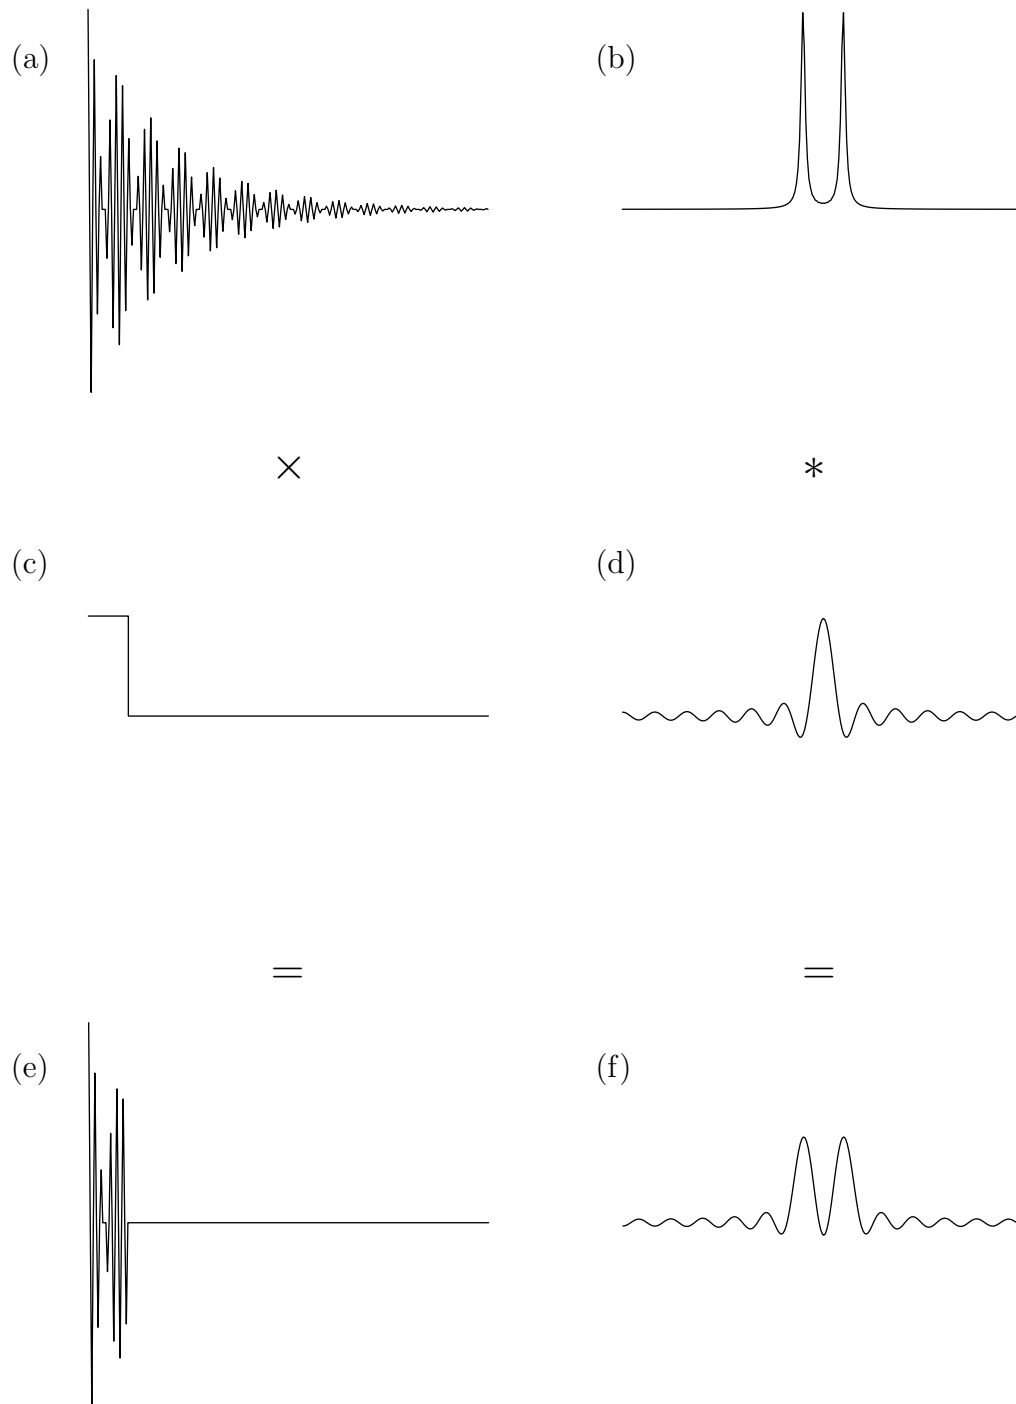 (a) (b)
× *
(c) (d)
= =
(e) (f)